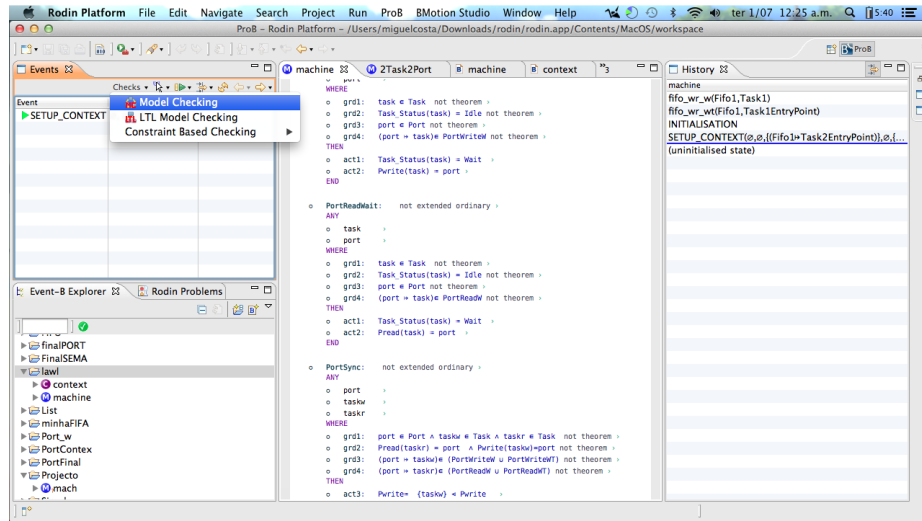 Rodin Platform File Edit Navigate Search Project Run ProB BMotion Studio Window Help ter 1/07 12:25 a.m. 5:40
ProB - Rodin Platform - /Users/miguelcosta/Downloads/rodin/rodin.app/Contents/MacOS/workspace
ProB
Events
Checks
Event
SETUP_CONTEXT
Model Checking
LTL Model Checking
Constraint Based Checking
Event-B Explorer Rodin Problems
finalPORT
FinalSEMA
lawl
context
machine
List
minhaFIFA
Port_w
PortContex
PortFinal
Projecto
mach
machine 2Task2Port machine context 3
WHERE
grd1: task ∈ Task not theorem ›
grd2: Task_Status(task) = Idle not theorem ›
grd3: port ∈ Port not theorem ›
grd4: (port ↦ task)∈ PortWriteW not theorem ›
THEN
act1: Task_Status(task) = Wait ›
act2: Pwrite(task) = port ›
END
PortReadWait: not extended ordinary ›
ANY
task ›
port ›
WHERE
grd1: task ∈ Task not theorem ›
grd2: Task_Status(task) = Idle not theorem ›
grd3: port ∈ Port not theorem ›
grd4: (port ↦ task)∈ PortReadW not theorem ›
THEN
act1: Task_Status(task) = Wait ›
act2: Pread(task) = port ›
END
PortSync: not extended ordinary ›
ANY
port ›
taskw ›
taskr ›
WHERE
grd1: port ∈ Port ∧ taskw ∈ Task ∧ taskr ∈ Task not theorem ›
grd2: Pread(taskr) = port ∧ Pwrite(taskw)=port not theorem ›
grd3: (port ↦ taskw)∈ (PortWriteW ∪ PortWriteWT) not theorem ›
grd4: (port ↦ taskr)∈ (PortReadW ∪ PortReadWT) not theorem ›
THEN
act3: Pwrite= {taskw} ⩤ Pwrite ›
History
machine
fifo_wr_w(Fifo1,Task1)
fifo_wr_wt(Fifo1,Task1EntryPoint)
INITIALISATION
SETUP_CONTEXT(∅,∅,{(Fifo1↦Task2EntryPoint)},∅,{...
(uninitialised state)